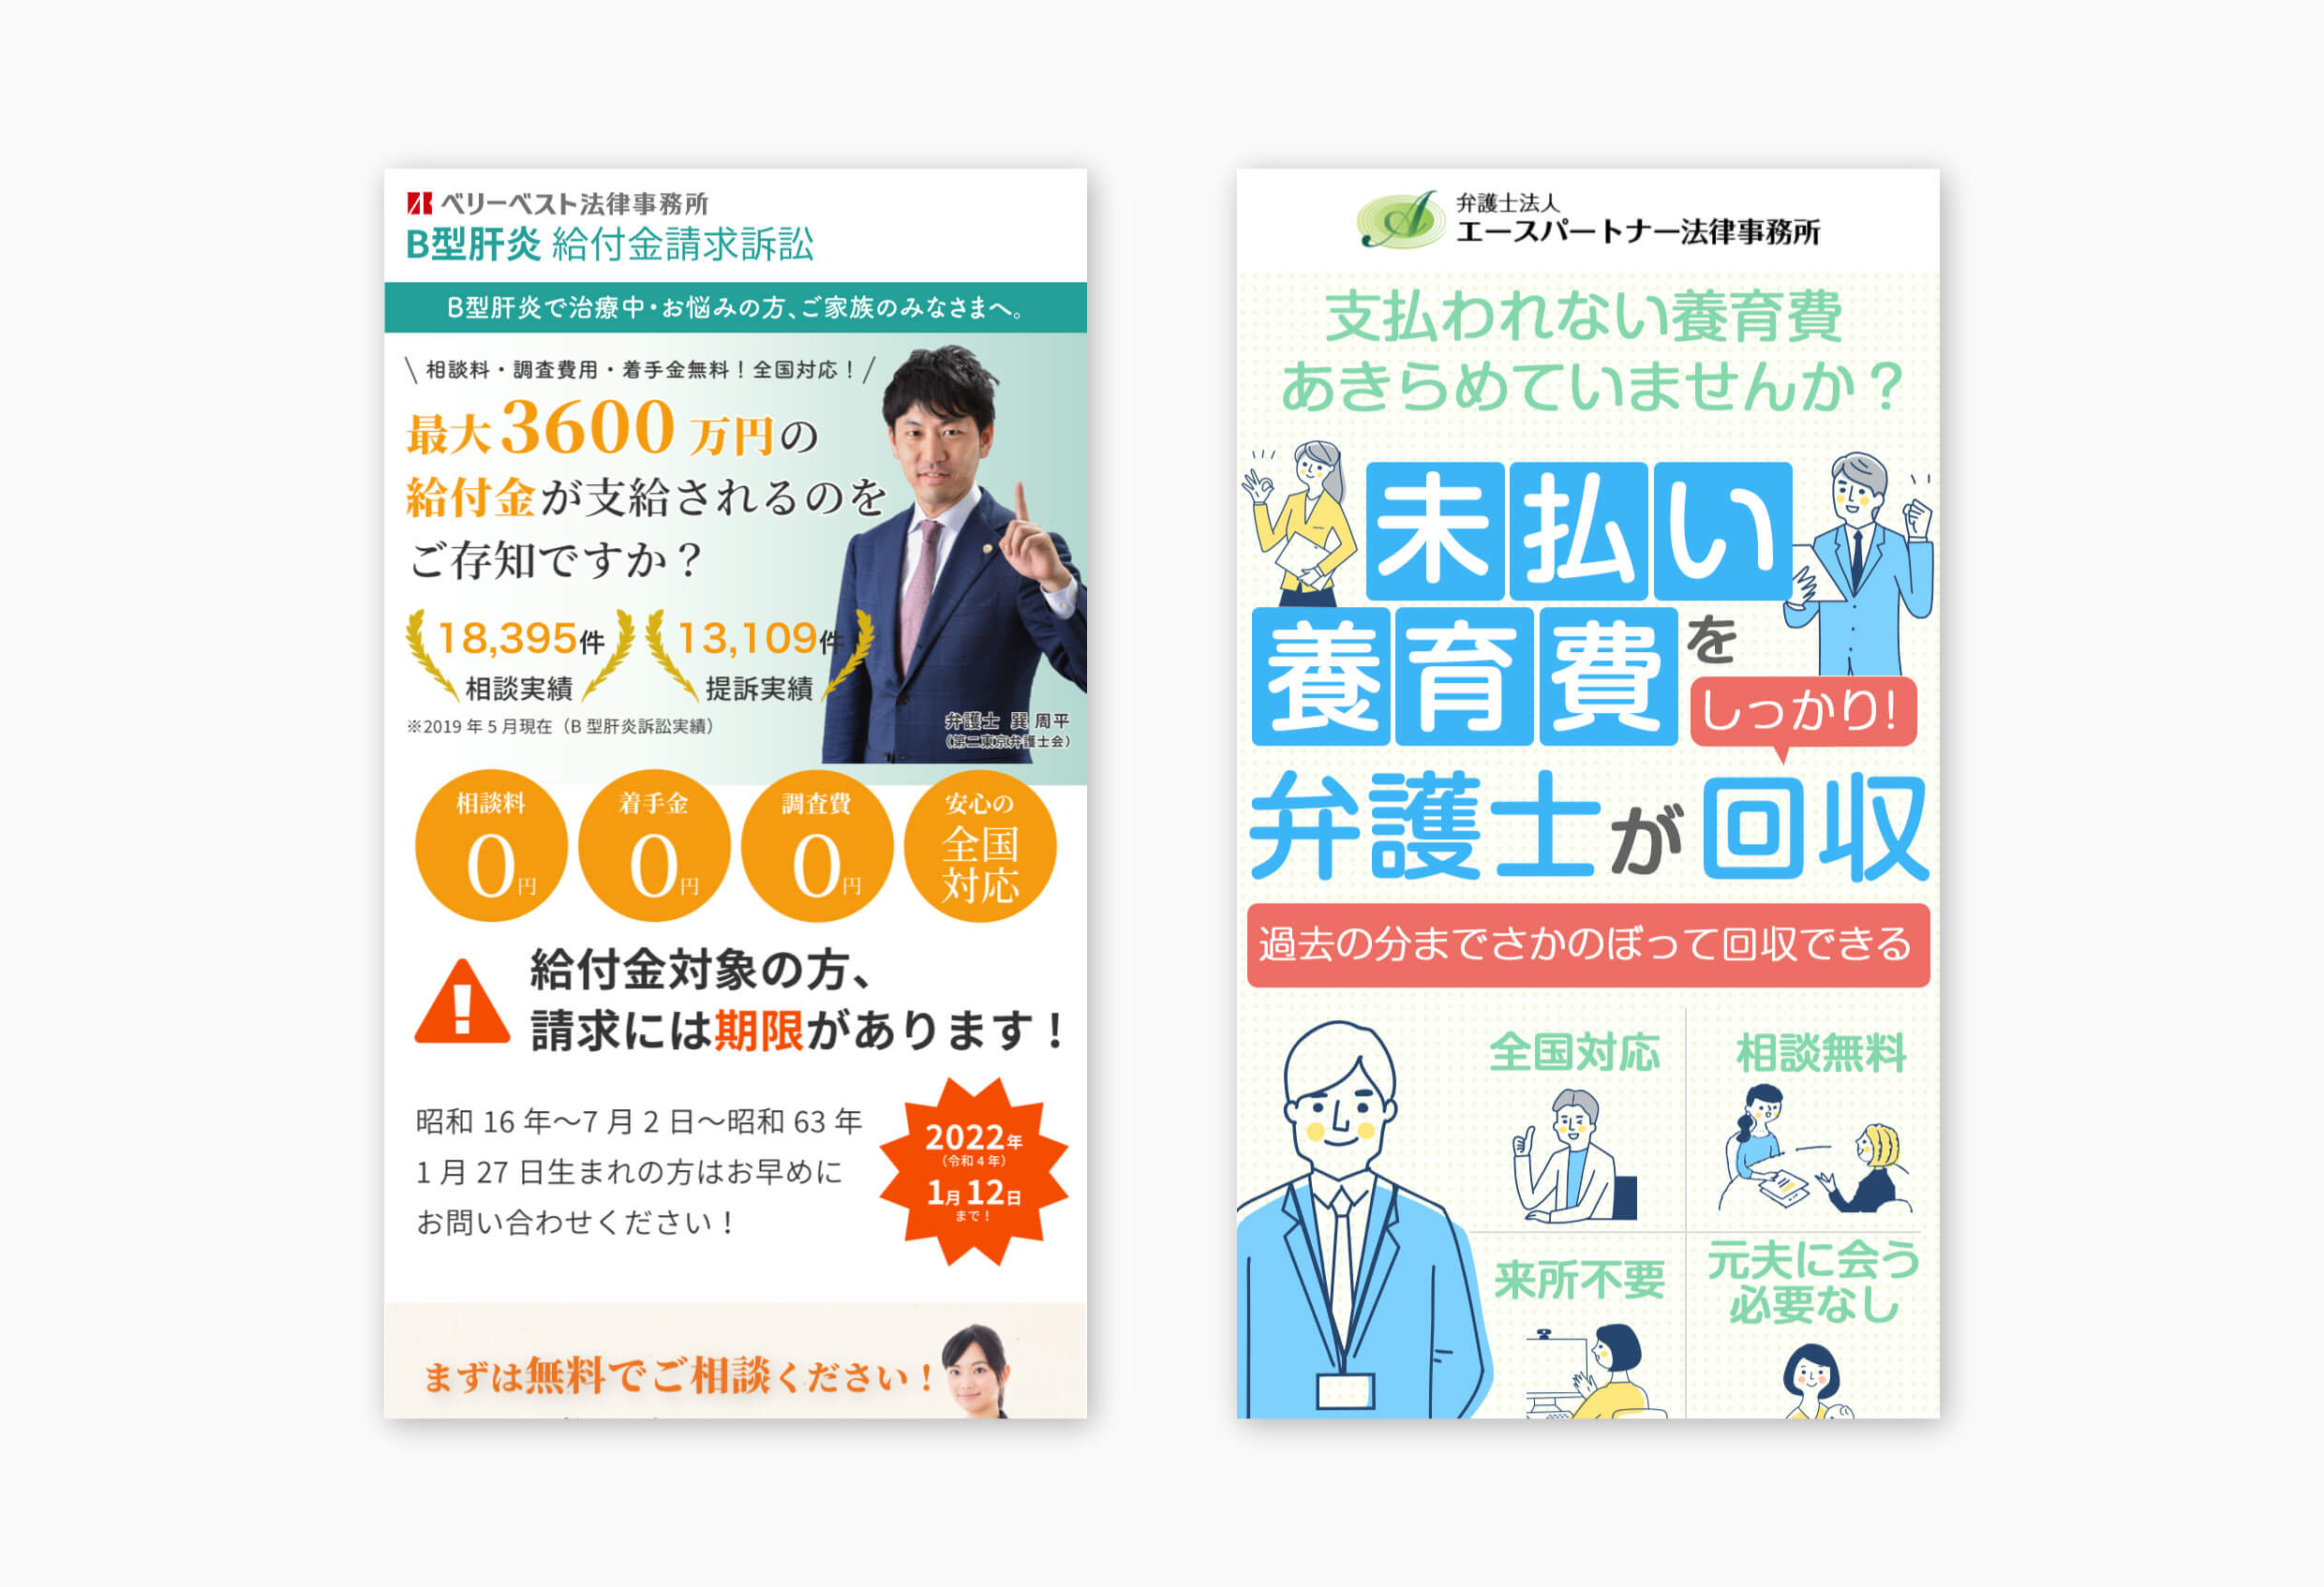 ベリーベスト法律事務所
B型肝炎 給付金請求訴訟
B型肝炎で治療中・お悩みの方、ご家族のみなさまへ。
\ 相談料・調査費用・着手金無料！全国対応！ /
最大3600万円の
給付金が支給されるのを
ご存知ですか？
18,395件
相談実績
13,109件
提訴実績
※2019年5月現在（B型肝炎訴訟実績）
弁護士 巽 周平
（第二東京弁護士会）
相談料
0円
着手金
0円
調査費
0円
安心の
全国
対応
給付金対象の方、
請求には期限があります！
昭和 16 年〜7 月 2 日〜昭和 63 年
1 月 27 日生まれの方はお早めに
お問い合わせください！
2022年
（令和4年）
1月12日
まで！
まずは無料でご相談ください！
弁護士法人
エースパートナー法律事務所
支払われない養育費
あきらめていませんか？
未払い
養育費を
しっかり!
弁護士が回収
過去の分までさかのぼって回収できる
全国対応
相談無料
来所不要
元夫に会う
必要なし